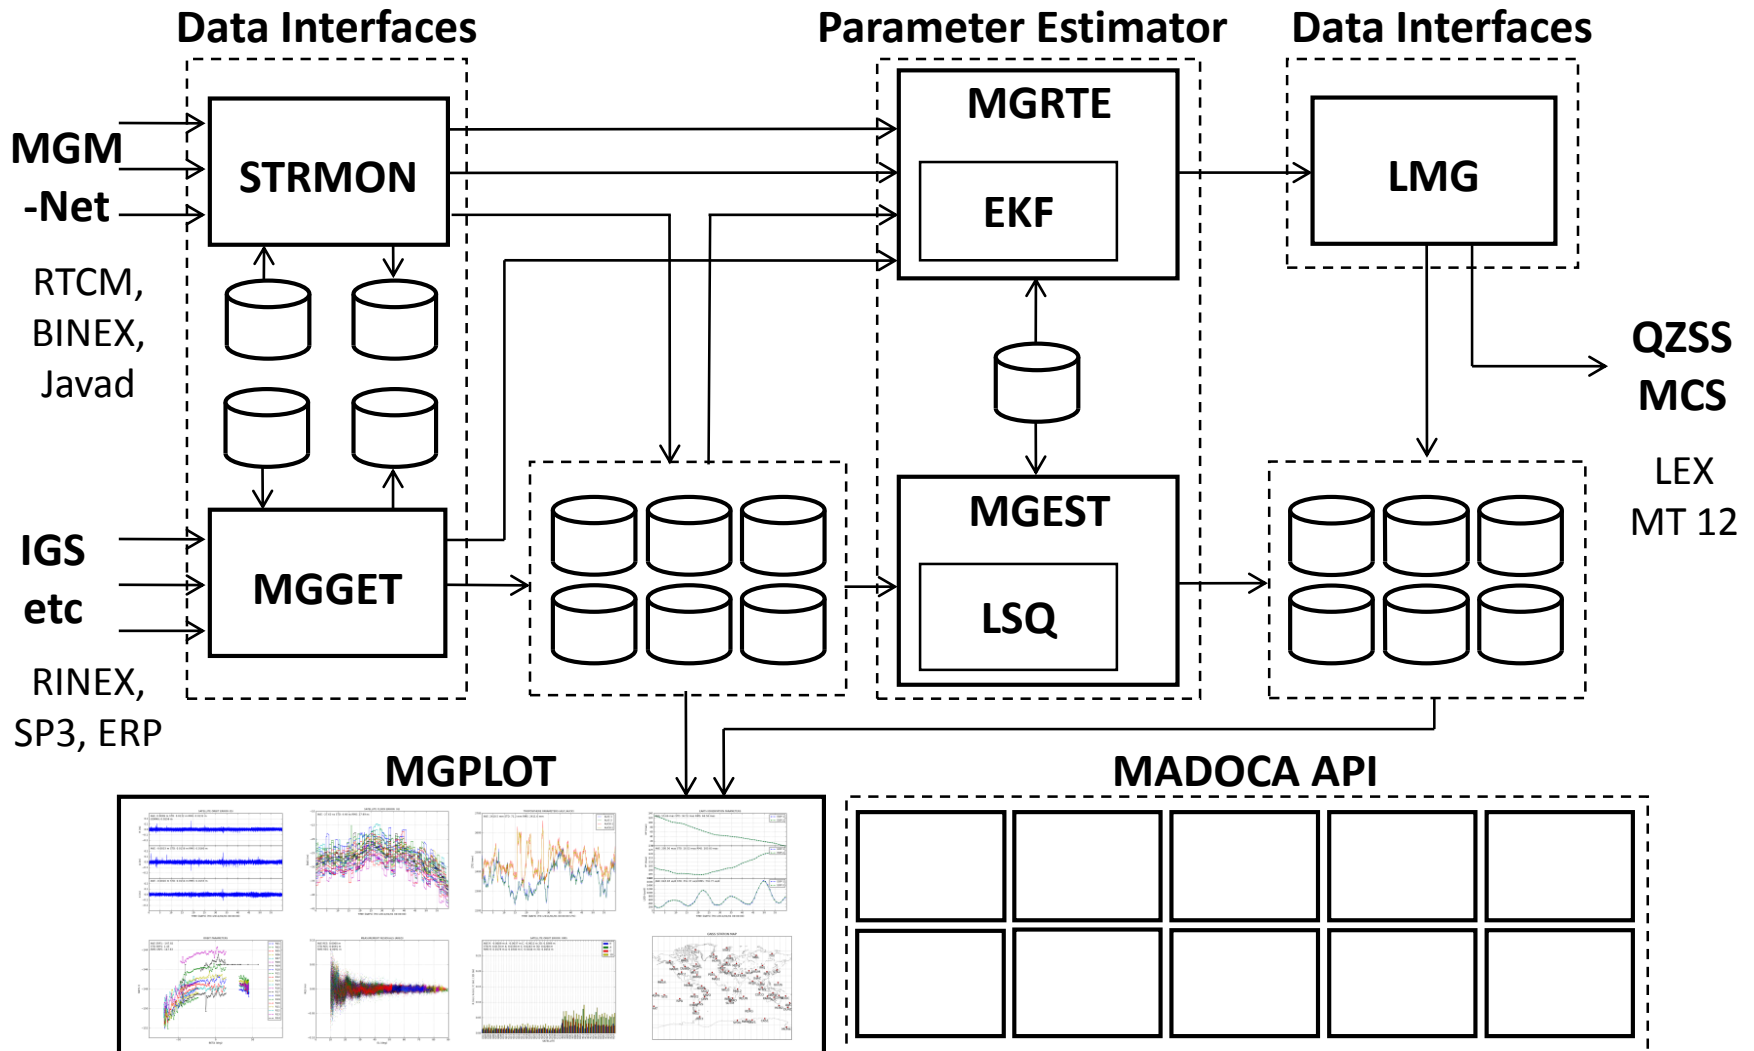 Data Interfaces
Parameter Estimator
Data Interfaces
MGM
-Net
RTCM,
BINEX,
Javad
STRMON
MGRTE
EKF
LMG
QZSS
MCS
LEX
MT 12
IGS
etc
RINEX,
SP3, ERP
MGGET
MGEST
LSQ
MGPLOT
MADOCA API